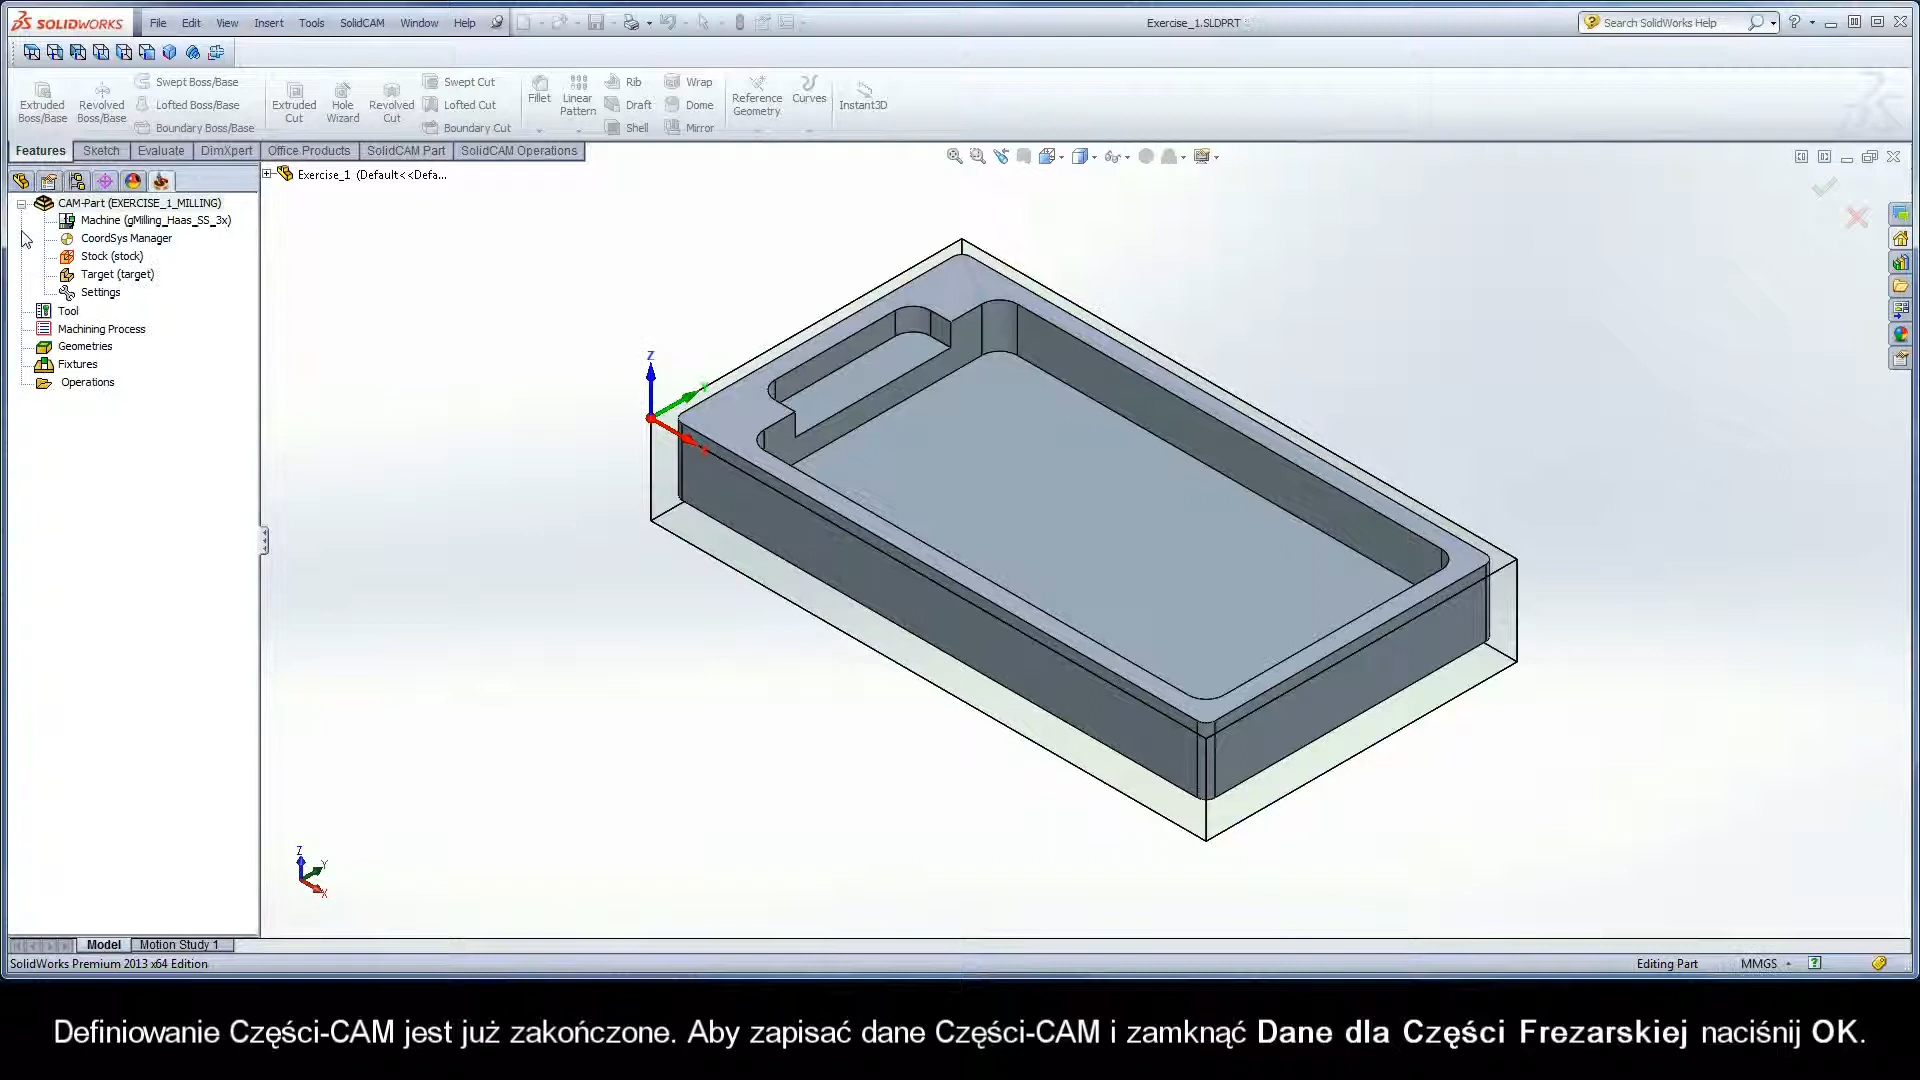 SOLIDWORKS File Edit View Insert Tools SolidCAM Window Help Exercise_1.SLDPRT Search SolidWorks Help
Extruded Boss/Base
Revolved Boss/Base
Swept Boss/Base
Lofted Boss/Base
Boundary Boss/Base
Extruded Cut
Hole Wizard
Revolved Cut
Swept Cut
Lofted Cut
Boundary Cut
Fillet
Linear Pattern
Rib
Draft
Shell
Wrap
Dome
Mirror
Reference Geometry
Curves
Instant3D
Features Sketch Evaluate DimXpert Office Products SolidCAM Part SolidCAM Operations
Exercise_1 (Default<<Defa...
CAM-Part (EXERCISE_1_MILLING)
Machine (gMilling_Haas_SS_3x)
CoordSys Manager
Stock (stock)
Target (target)
Settings
Tool
Machining Process
Geometries
Fixtures
Operations
Z
Z
Y
X
Model Motion Study 1
SolidWorks Premium 2013 x64 Edition Editing Part MMGS
Definiowanie Części-CAM jest już zakończone. Aby zapisać dane Części-CAM i zamknąć Dane dla Części Frezarskiej naciśnij OK.